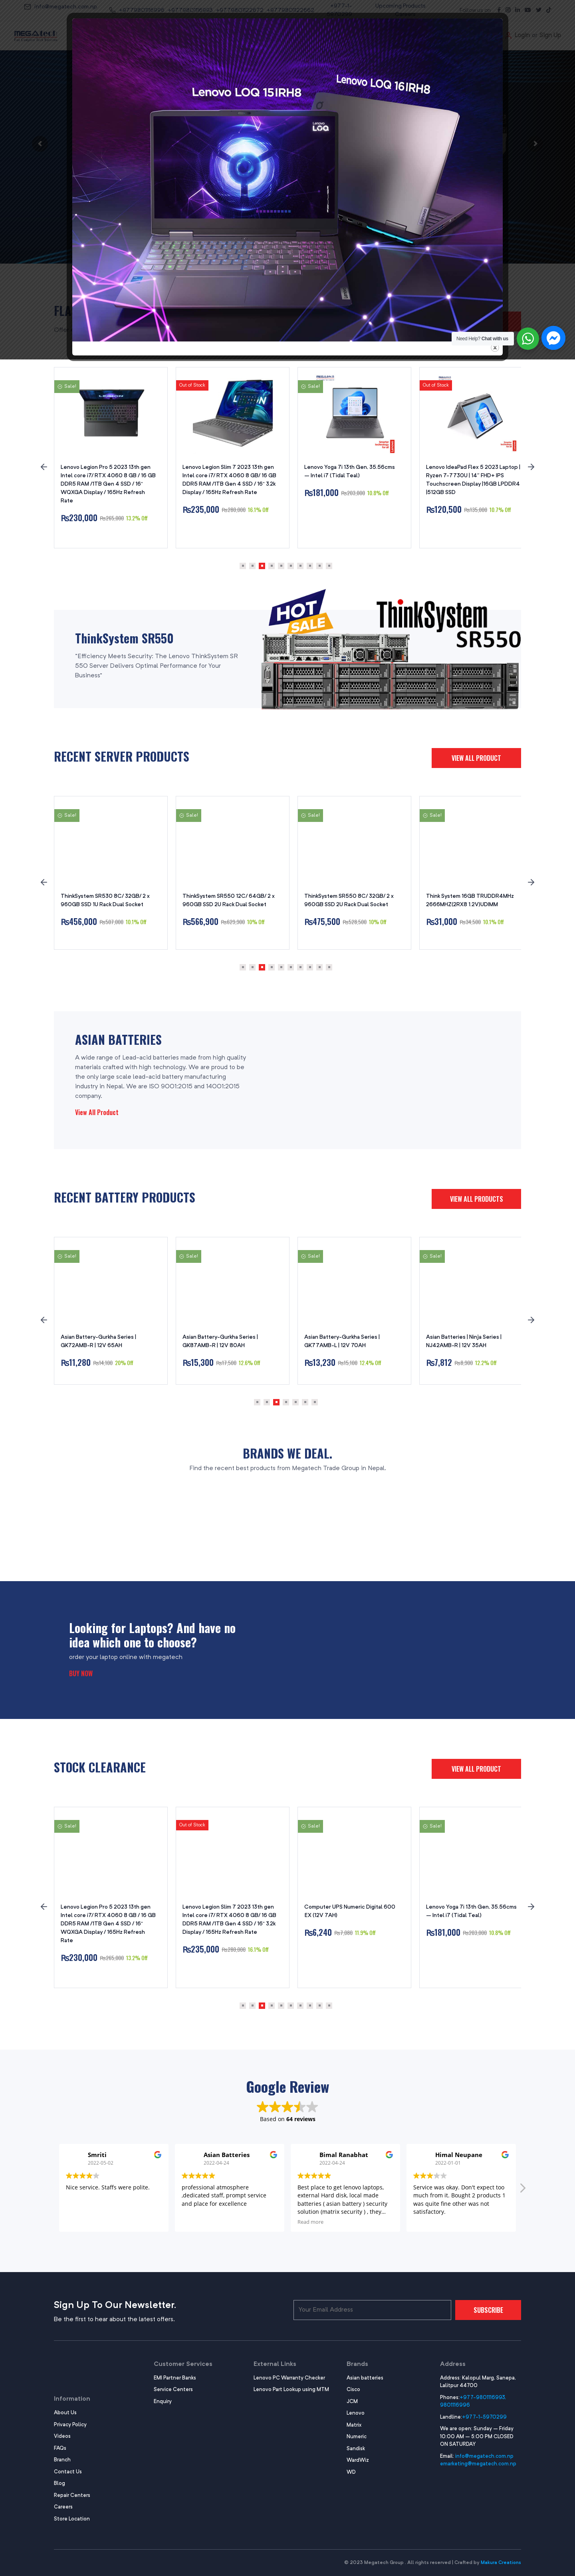 info@megatech.com.np
Upcoming Products
megatech
Login or Sign Up
Lenovo LOQ 15IRH8
Lenovo LOQ 16IRH8
LOQ
Need Help? Chat with us
x
Sale!
Lenovo Legion Pro 5 2023 13th gen
Intel core i7/ RTX 4060 8 GB / 16 GB
DDR5 RAM /1TB Gen 4 SSD / 16"
WQXGA Display / 165Hz Refresh
Rate
₨230,000 ₨265,000 13.2% Off
Out of Stock
Lenovo Legion Slim 7 2023 13th gen
Intel core i7/ RTX 4060 8 GB/ 16 GB
DDR5 RAM /1TB Gen 4 SSD / 16" 3.2k
Display / 165Hz Refresh Rate
₨235,000 ₨280,000 16.1% Off
Sale!
Lenovo Yoga 7i 13th Gen, 35.56cms
– Intel i7 (Tidal Teal)
₨181,000 ₨203,000 10.8% Off
Out of Stock
Lenovo IdeaPad Flex 5 2023 Laptop |
Ryzen 7-7730U | 14" FHD+ IPS
Touchscreen Display |16GB LPDDR4
|512GB SSD
₨120,500 ₨135,000 10.7% Off
ThinkSystem SR550
"Efficiency Meets Security: The Lenovo ThinkSystem SR
550 Server Delivers Optimal Performance for Your
Business"
HOT SALE
ThinkSystem
SR550
RECENT SERVER PRODUCTS
VIEW ALL PRODUCT
Sale!
ThinkSystem SR530 8C/ 32GB/ 2 x
960GB SSD 1U Rack Dual Socket
₨456,000 ₨507,000 10.1% Off
Sale!
ThinkSystem SR550 12C/ 64GB/ 2 x
960GB SSD 2U Rack Dual Socket
₨566,900 ₨629,900 10% Off
Sale!
ThinkSystem SR550 8C/ 32GB/ 2 x
960GB SSD 2U Rack Dual Socket
₨475,500 ₨528,500 10% Off
Sale!
Think System 16GB TRUDDR4MHz
2666MHZ(2RX8 1.2V)UDIMM
₨31,000 ₨34,500 10.1% Off
ASIAN BATTERIES
A wide range of Lead-acid batteries made from high quality
materials crafted with high technology. We are proud to be
the only large scale lead-acid battery manufacturing
industry in Nepal. We are ISO 9001:2015 and 14001:2015
company.
View All Product
RECENT BATTERY PRODUCTS
VIEW ALL PRODUCTS
Sale!
Asian Battery-Gurkha Series |
GK72AMB-R | 12V 65AH
₨11,280 ₨14,100 20% Off
Sale!
Asian Battery-Gurkha Series |
GK87AMB-R | 12V 80AH
₨15,300 ₨17,500 12.6% Off
Sale!
Asian Battery-Gurkha Series |
GK77AMB-L | 12V 70AH
₨13,230 ₨15,100 12.4% Off
Sale!
Asian Batteries | Ninja Series |
NJ42AMB-R | 12V 35AH
₨7,812 ₨8,900 12.2% Off
BRANDS WE DEAL.
Find the recent best products from Megatech Trade Group in Nepal.
Looking for Laptops? And have no
idea which one to choose?
order your laptop online with megatech
BUY NOW
STOCK CLEARANCE
VIEW ALL PRODUCT
Sale!
Lenovo Legion Pro 5 2023 13th gen
Intel core i7/ RTX 4060 8 GB / 16 GB
DDR5 RAM /1TB Gen 4 SSD / 16"
WQXGA Display / 165Hz Refresh
Rate
₨230,000 ₨265,000 13.2% Off
Out of Stock
Lenovo Legion Slim 7 2023 13th gen
Intel core i7/ RTX 4060 8 GB/ 16 GB
DDR5 RAM /1TB Gen 4 SSD / 16" 3.2k
Display / 165Hz Refresh Rate
₨235,000 ₨280,000 16.1% Off
Sale!
Computer UPS Numeric Digital 600
EX (12V 7AH)
₨6,240 ₨7,080 11.9% Off
Sale!
Lenovo Yoga 7i 13th Gen, 35.56cms
– Intel i7 (Tidal Teal)
₨181,000 ₨203,000 10.8% Off
Google Review
Based on 64 reviews
Smriti
2022-05-02
Nice service. Staffs were polite..
Asian Batteries
2022-04-24
professional atmosphere
,dedicated staff, prompt service
and place for excellence
Bimal Ranabhat
2022-04-24
Best place to get lenovo laptops,
external Hard disk, local made
batteries ( asian battery ) security
solution (matrix security ) , they...
Read more
Himal Neupane
2022-01-01
Service was okay. Don't expect too
much from it. Bought 2 products 1
was quite fine other was not
satisfactory.
Sign Up To Our Newsletter.
Be the first to hear about the latest offers.
Your Email Address
SUBSCRIBE
Information
About Us
Privacy Policy
Videos
FAQs
Branch
Contact Us
Blog
Repair Centers
Careers
Store Location
Customer Services
EMI Partner Banks
Service Centers
Enquiry
External Links
Lenovo PC Warranty Checker
Lenovo Part Lookup using MTM
Brands
Asian batteries
Cisco
JCM
Lenovo
Matrix
Numeric
Sandisk
WardWiz
WD
Address
Address: Kalopul Marg, Sanepa,
Lalitpur 44700
Phones:+977-9801116993,
9801116996
Landline:+977-1-5970299
We are open: Sunday – Friday
10:00 AM – 5:00 PM CLOSED
ON SATURDAY
Email: info@megatech.com.np
emarketing@megatech.com.np
© 2023 Megatech Group . All rights reserved | Crafted by Nakura Creations